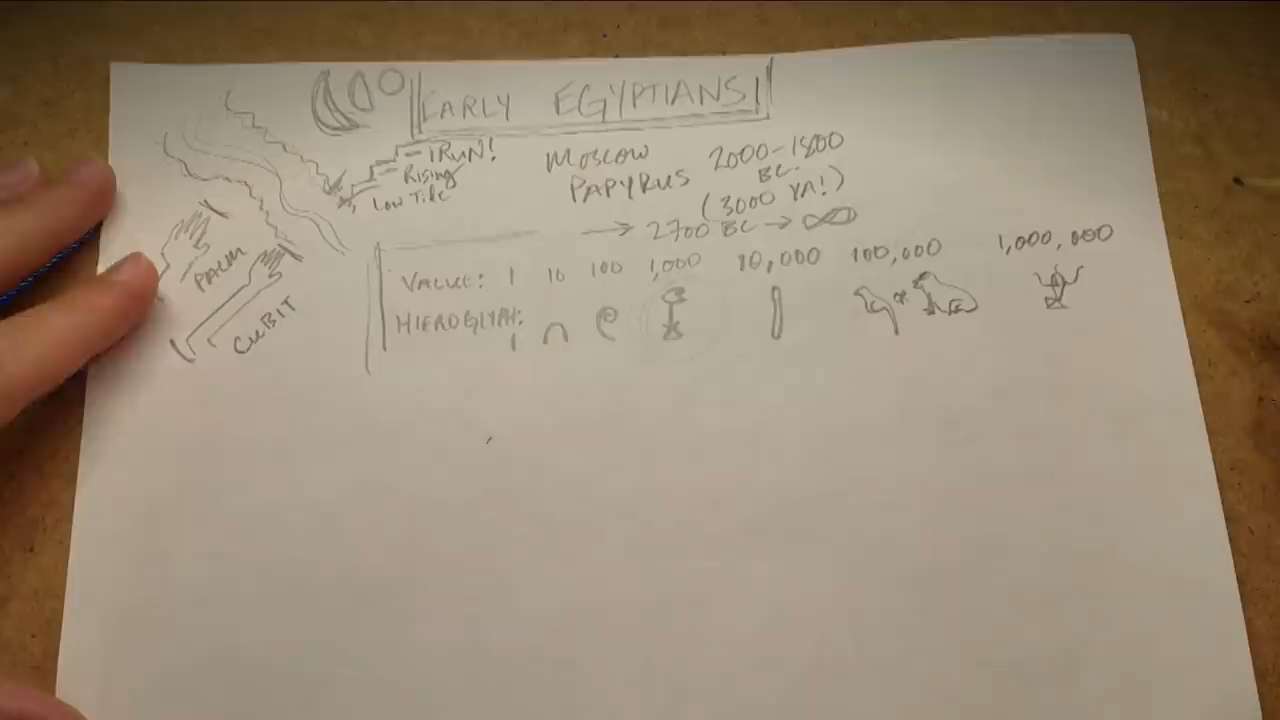 EARLY EGYPTIANS
RUN!
Rising
Low Tide
MOSCOW
PAPYRUS
2000-1800
BC.
(3000 YA!)
→ 2700 BC → ∞
PALM
CUBIT
VALUE: 1 10 100 1,000 10,000 100,000 1,000,000
HIEROGLYPH:
or